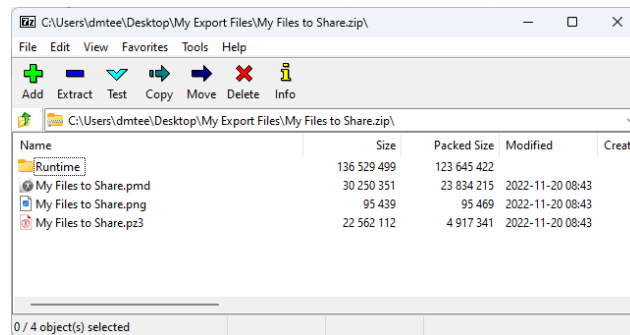 7z C:\Users\dmtee\Desktop\My Export Files\My Files to Share.zip\
File Edit View Favorites Tools Help
Add Extract Test Copy Move Delete Info
C:\Users\dmtee\Desktop\My Export Files\My Files to Share.zip\
Name Size Packed Size Modified Creat
Runtime 136 529 499 123 645 422
My Files to Share.pmd 30 250 351 23 834 215 2022-11-20 08:43
My Files to Share.png 95 439 95 469 2022-11-20 08:43
My Files to Share.pz3 22 562 112 4 917 341 2022-11-20 08:43
0 / 4 object(s) selected